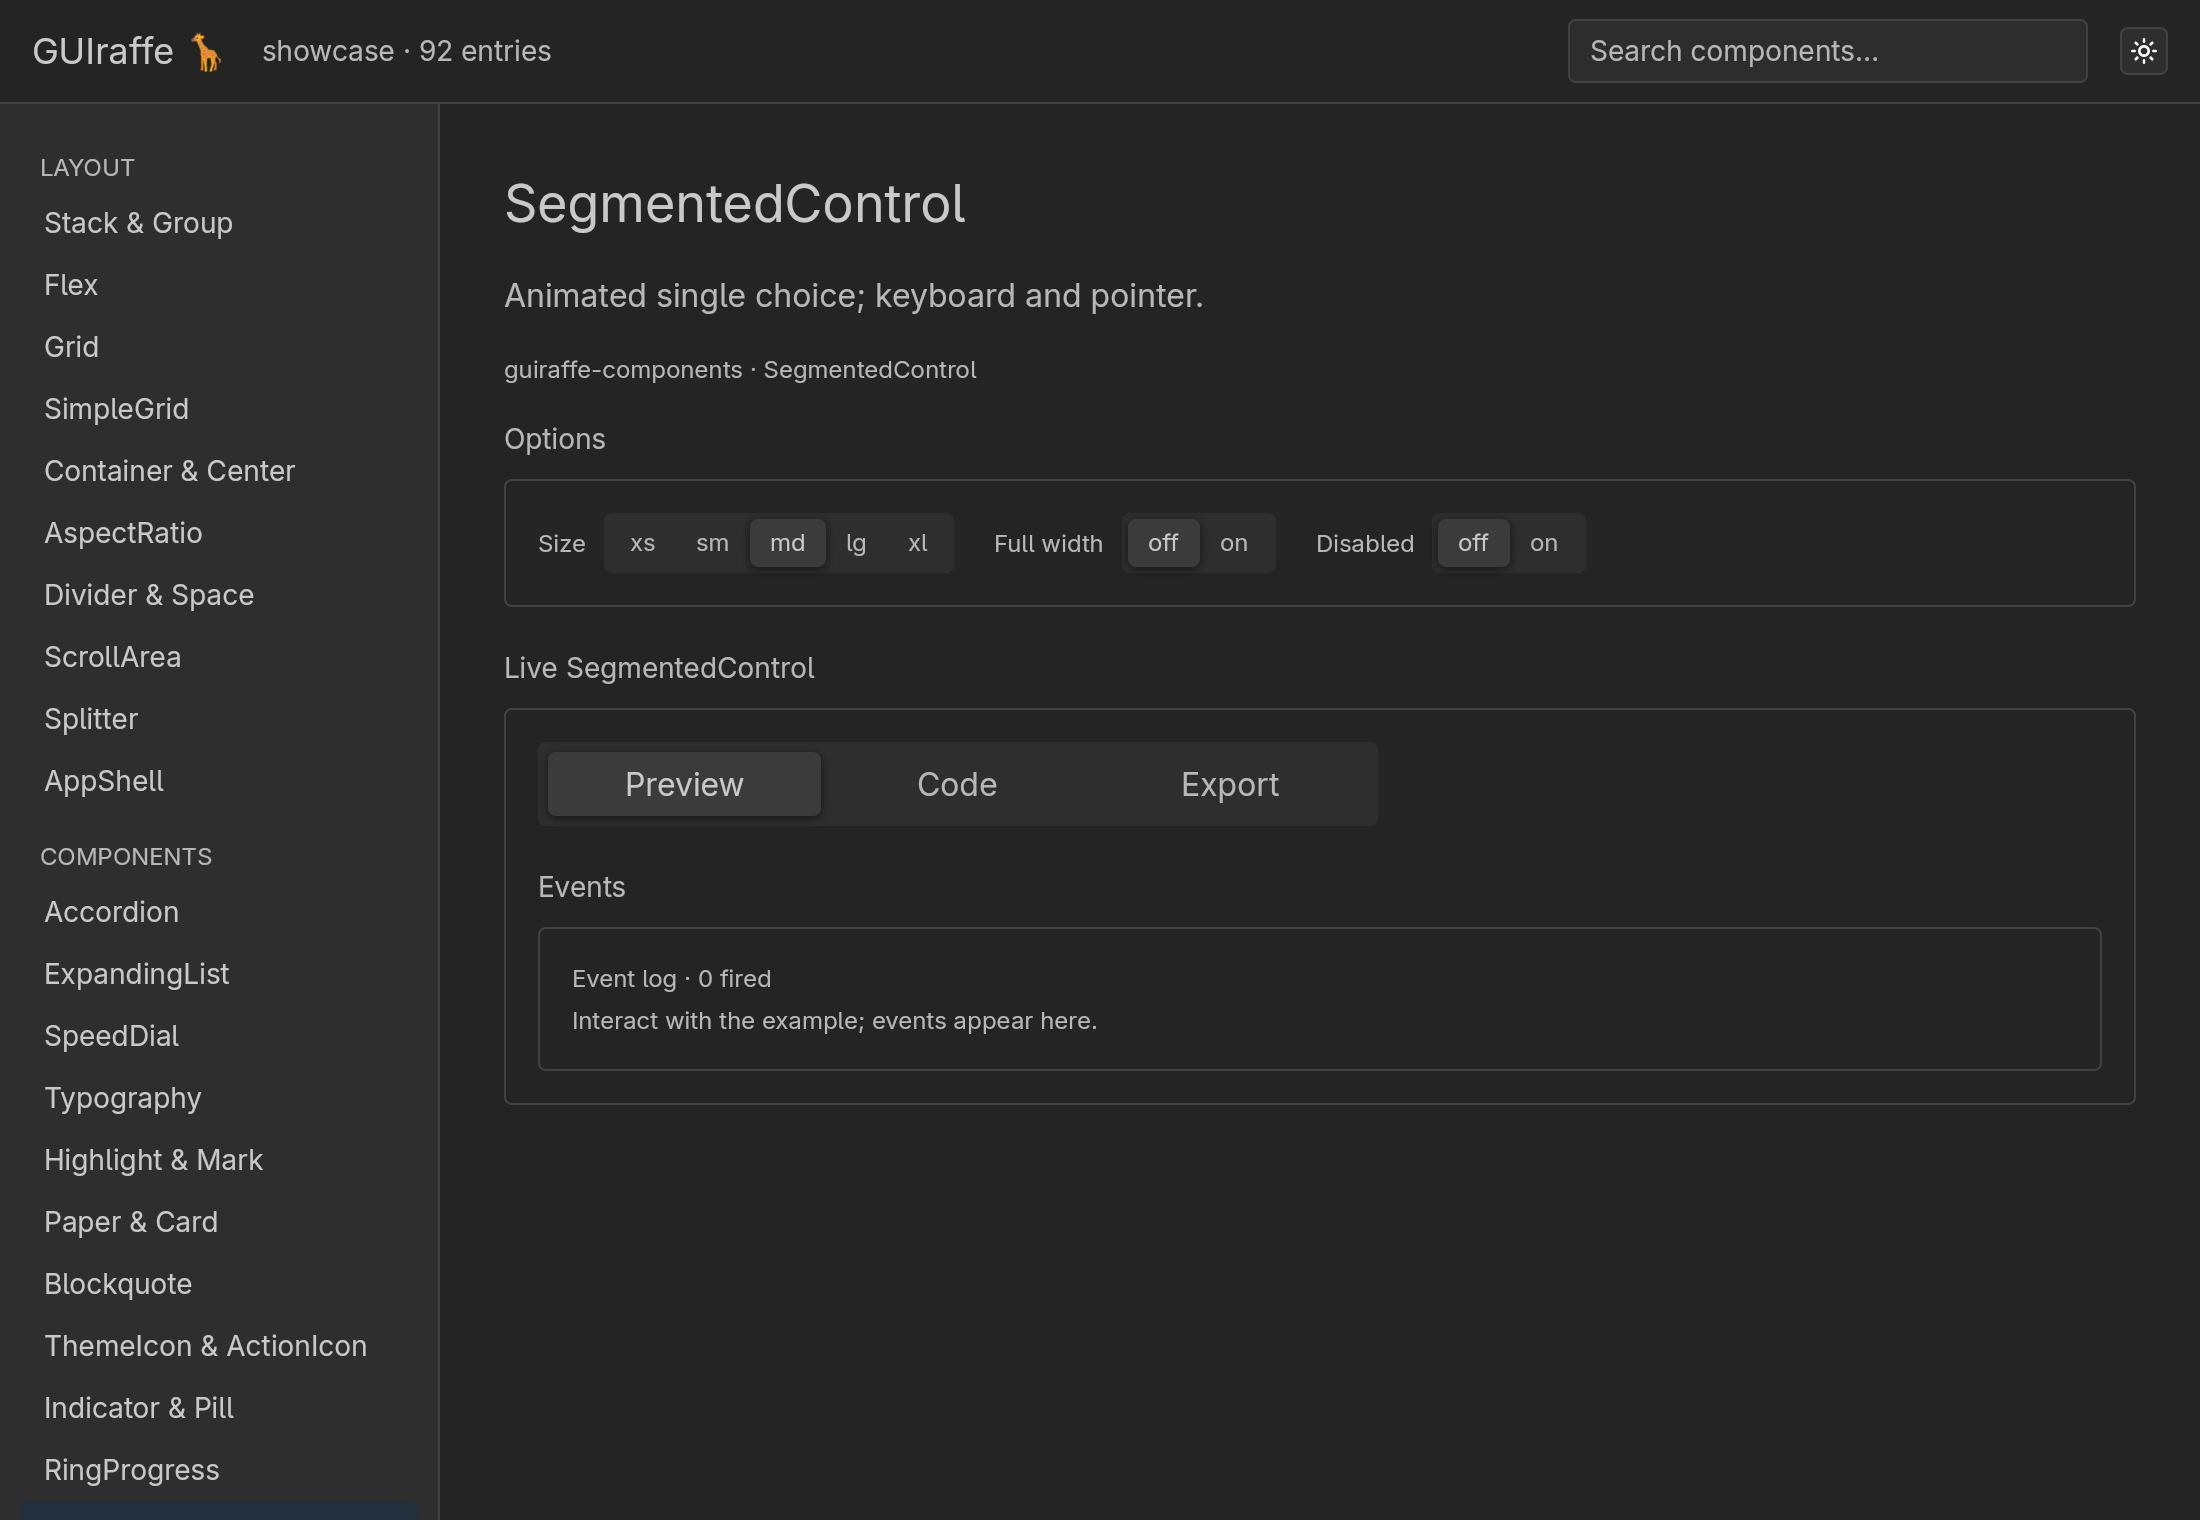 GUIraffe 🦒 showcase · 92 entries
Search components...
LAYOUT
Stack & Group
Flex
Grid
SimpleGrid
Container & Center
AspectRatio
Divider & Space
ScrollArea
Splitter
AppShell
COMPONENTS
Accordion
ExpandingList
SpeedDial
Typography
Highlight & Mark
Paper & Card
Blockquote
ThemeIcon & ActionIcon
Indicator & Pill
RingProgress
SegmentedControl
Animated single choice; keyboard and pointer.
guiraffe-components · SegmentedControl
Options
Size xs sm md lg xl Full width off on Disabled off on
Live SegmentedControl
Preview Code Export
Events
Event log · 0 fired
Interact with the example; events appear here.